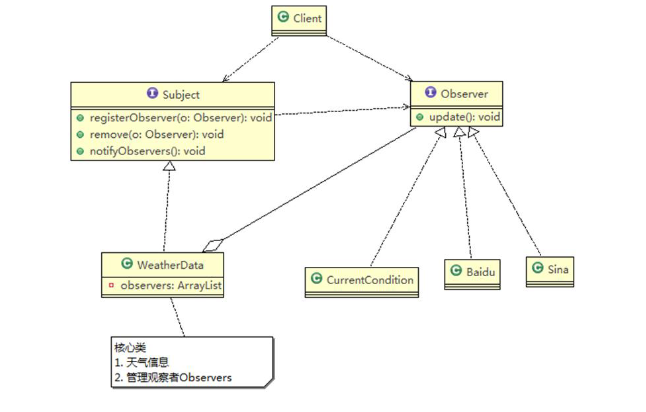 Client
Subject
registerObserver(o: Observer): void
remove(o: Observer): void
notifyObservers(): void
Observer
update(): void
WeatherData
observers: ArrayList
CurrentCondition
Baidu
Sina
核心类
1. 天气信息
2. 管理观察者Observers